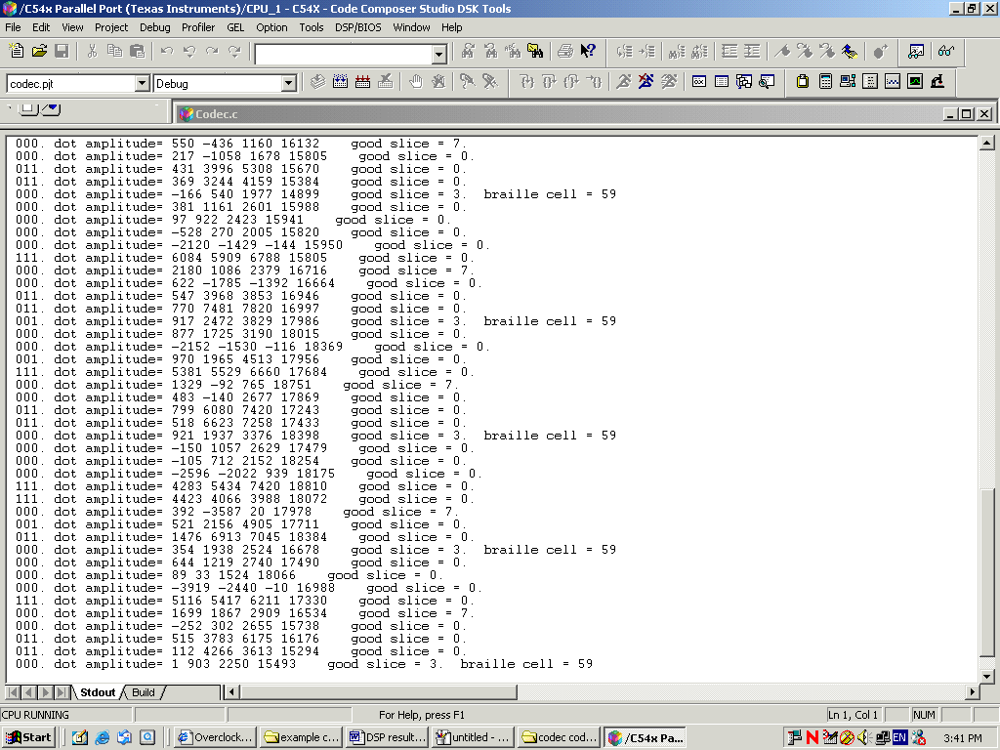 /C54x Parallel Port (Texas Instruments)/CPU_1 - C54X - Code Composer Studio DSK Tools
File Edit View Project Debug Profiler GEL Option Tools DSP/BIOS Window Help
codec.pjt Debug
Codec.c
000. dot amplitude= 550 -436 1160 16132 good slice = 7.
000. dot amplitude= 217 -1058 1678 15805 good slice = 0.
011. dot amplitude= 431 3996 5308 15670 good slice = 0.
011. dot amplitude= 369 3244 4159 15384 good slice = 0.
000. dot amplitude= -166 540 1977 14899 good slice = 3. braille cell = 59
000. dot amplitude= 381 1161 2601 15988 good slice = 0.
000. dot amplitude= 97 922 2423 15941 good slice = 0.
000. dot amplitude= -528 270 2005 15820 good slice = 0.
000. dot amplitude= -2120 -1429 -144 15950 good slice = 0.
111. dot amplitude= 6084 5909 6788 15805 good slice = 0.
000. dot amplitude= 2180 1086 2379 16716 good slice = 7.
000. dot amplitude= 622 -1785 -1392 16664 good slice = 0.
011. dot amplitude= 547 3968 3853 16946 good slice = 0.
011. dot amplitude= 770 7481 7820 16997 good slice = 0.
001. dot amplitude= 917 2472 3829 17986 good slice = 3. braille cell = 59
000. dot amplitude= 877 1725 3190 18015 good slice = 0.
000. dot amplitude= -2152 -1530 -116 18369 good slice = 0.
001. dot amplitude= 970 1965 4513 17956 good slice = 0.
111. dot amplitude= 5381 5529 6660 17684 good slice = 0.
000. dot amplitude= 1329 -92 765 18751 good slice = 7.
000. dot amplitude= 483 -140 2677 17869 good slice = 0.
011. dot amplitude= 799 6080 7420 17243 good slice = 0.
011. dot amplitude= 518 6623 7258 17433 good slice = 0.
000. dot amplitude= 921 1937 3376 18398 good slice = 3. braille cell = 59
000. dot amplitude= -150 1057 2629 17479 good slice = 0.
000. dot amplitude= -105 712 2152 18254 good slice = 0.
000. dot amplitude= -2596 -2022 939 18175 good slice = 0.
111. dot amplitude= 4283 5434 7420 18810 good slice = 0.
111. dot amplitude= 4423 4066 3988 18072 good slice = 0.
000. dot amplitude= 392 -3587 20 17978 good slice = 7.
001. dot amplitude= 521 2156 4905 17711 good slice = 0.
011. dot amplitude= 1476 6913 7045 18384 good slice = 0.
000. dot amplitude= 354 1938 2524 16678 good slice = 3. braille cell = 59
000. dot amplitude= 644 1219 2740 17490 good slice = 0.
000. dot amplitude= 89 33 1524 18066 good slice = 0.
000. dot amplitude= -3919 -2440 -10 16988 good slice = 0.
111. dot amplitude= 5116 5417 6211 17330 good slice = 0.
000. dot amplitude= 1699 1867 2909 16534 good slice = 7.
000. dot amplitude= -252 302 2655 15738 good slice = 0.
011. dot amplitude= 515 3783 6175 16176 good slice = 0.
011. dot amplitude= 112 4266 3613 15294 good slice = 0.
000. dot amplitude= 1 903 2250 15493 good slice = 3. braille cell = 59
Stdout Build
CPU RUNNING For Help, press F1 Ln 1, Col 1 NUM
Start Overclock... example c... DSP result... untitled - ... codec cod... /C54x Pa... EN 3:41 PM